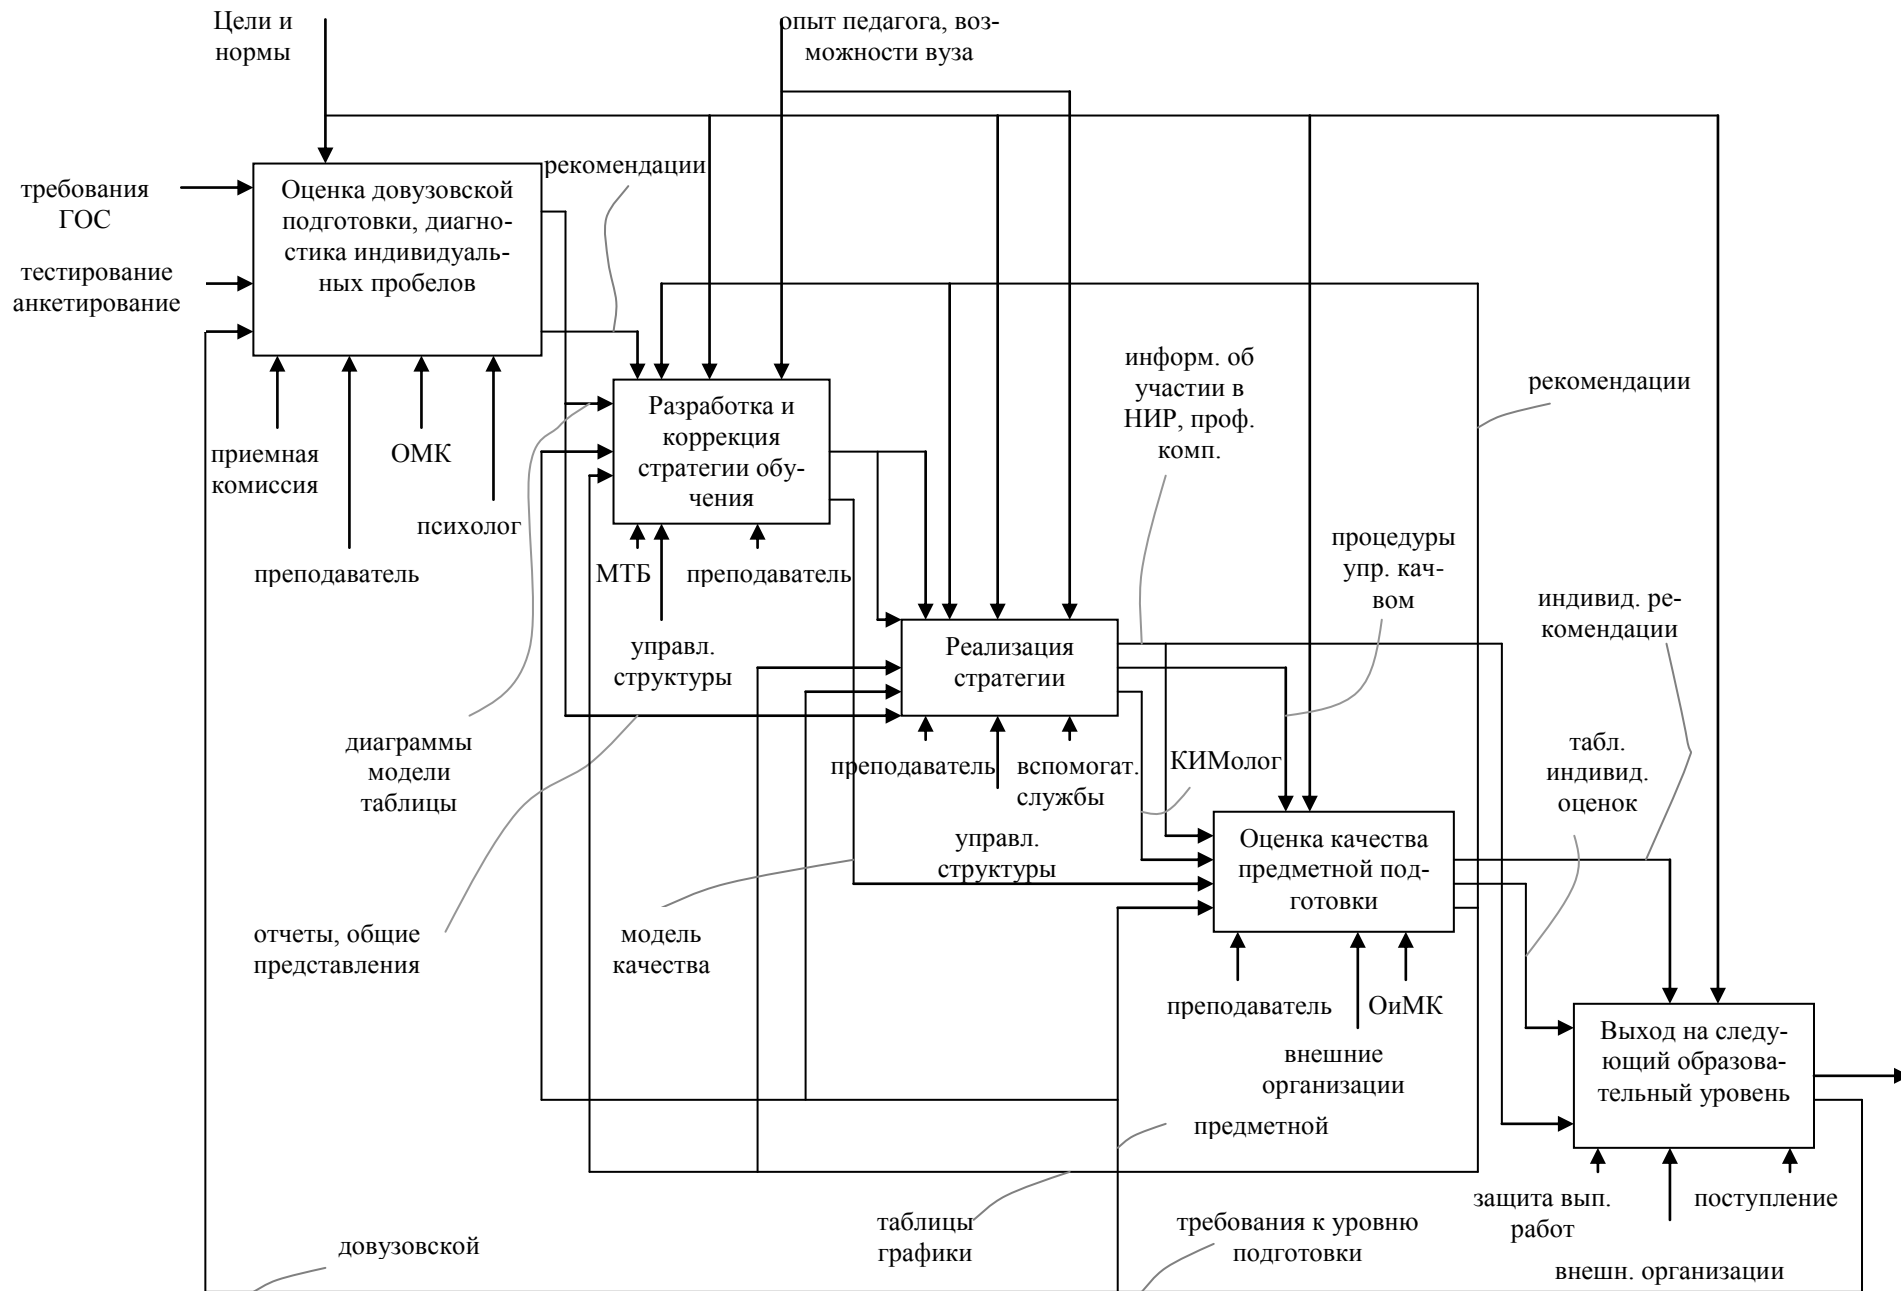 Цели и
нормы
опыт педагога, воз-
можности вуза
рекомендации
требования
ГОС
Оценка довузовской
подготовки, диагно-
стика индивидуаль-
ных пробелов
тестирование
анкетирование
приемная
комиссия
преподаватель
ОМК
психолог
Разработка и
коррекция
стратегии обу-
чения
МТБ
преподаватель
управл.
структуры
информ. об
участии в
НИР, проф.
комп.
рекомендации
процедуры
упр. кач-
вом
индивид. ре-
комендации
Реализация
стратегии
диаграммы
модели
таблицы
преподаватель
вспомогат.
службы
КИМолог
управл.
структуры
табл.
индивид.
оценок
Оценка качества
предметной под-
готовки
отчеты, общие
представления
модель
качества
преподаватель
ОиМК
внешние
организации
Выход на следу-
ющий образова-
тельный уровень
предметной
защита вып.
работ
поступление
внешн. организации
таблицы
графики
требования к уровню
подготовки
довузовской